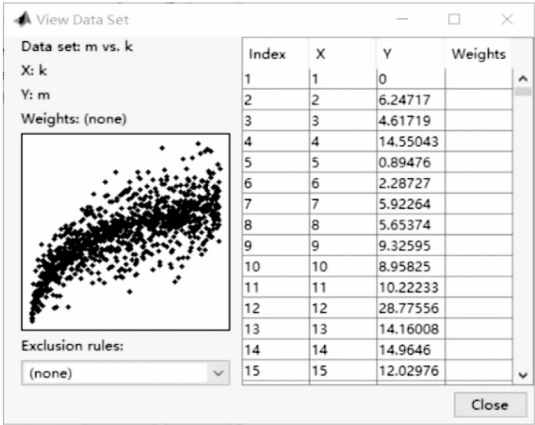 View Data Set
Data set: m vs. k
X: k
Y: m
Weights: (none)
Exclusion rules:
(none)
Index X Y Weights
1 1 0
2 2 6.24717
3 3 4.61719
4 4 14.55043
5 5 0.89476
6 6 2.28727
7 7 5.92264
8 8 5.65374
9 9 9.32595
10 10 8.95825
11 11 10.22233
12 12 28.77556
13 13 14.16008
14 14 14.9646
15 15 12.02976
Close